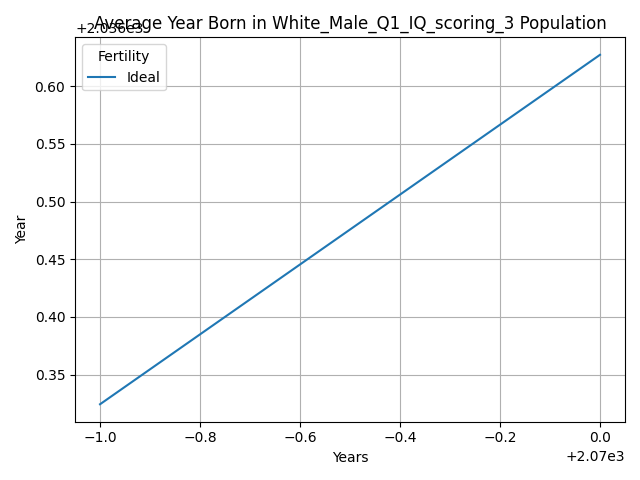 Average Year Born in White_Male_Q1_IQ_scoring_3 Population
+2.036e3
Fertility
Ideal
0.60
0.55
0.50
0.45
0.40
0.35
Year
−1.0 −0.8 −0.6 −0.4 −0.2 0.0
Years
+2.07e3